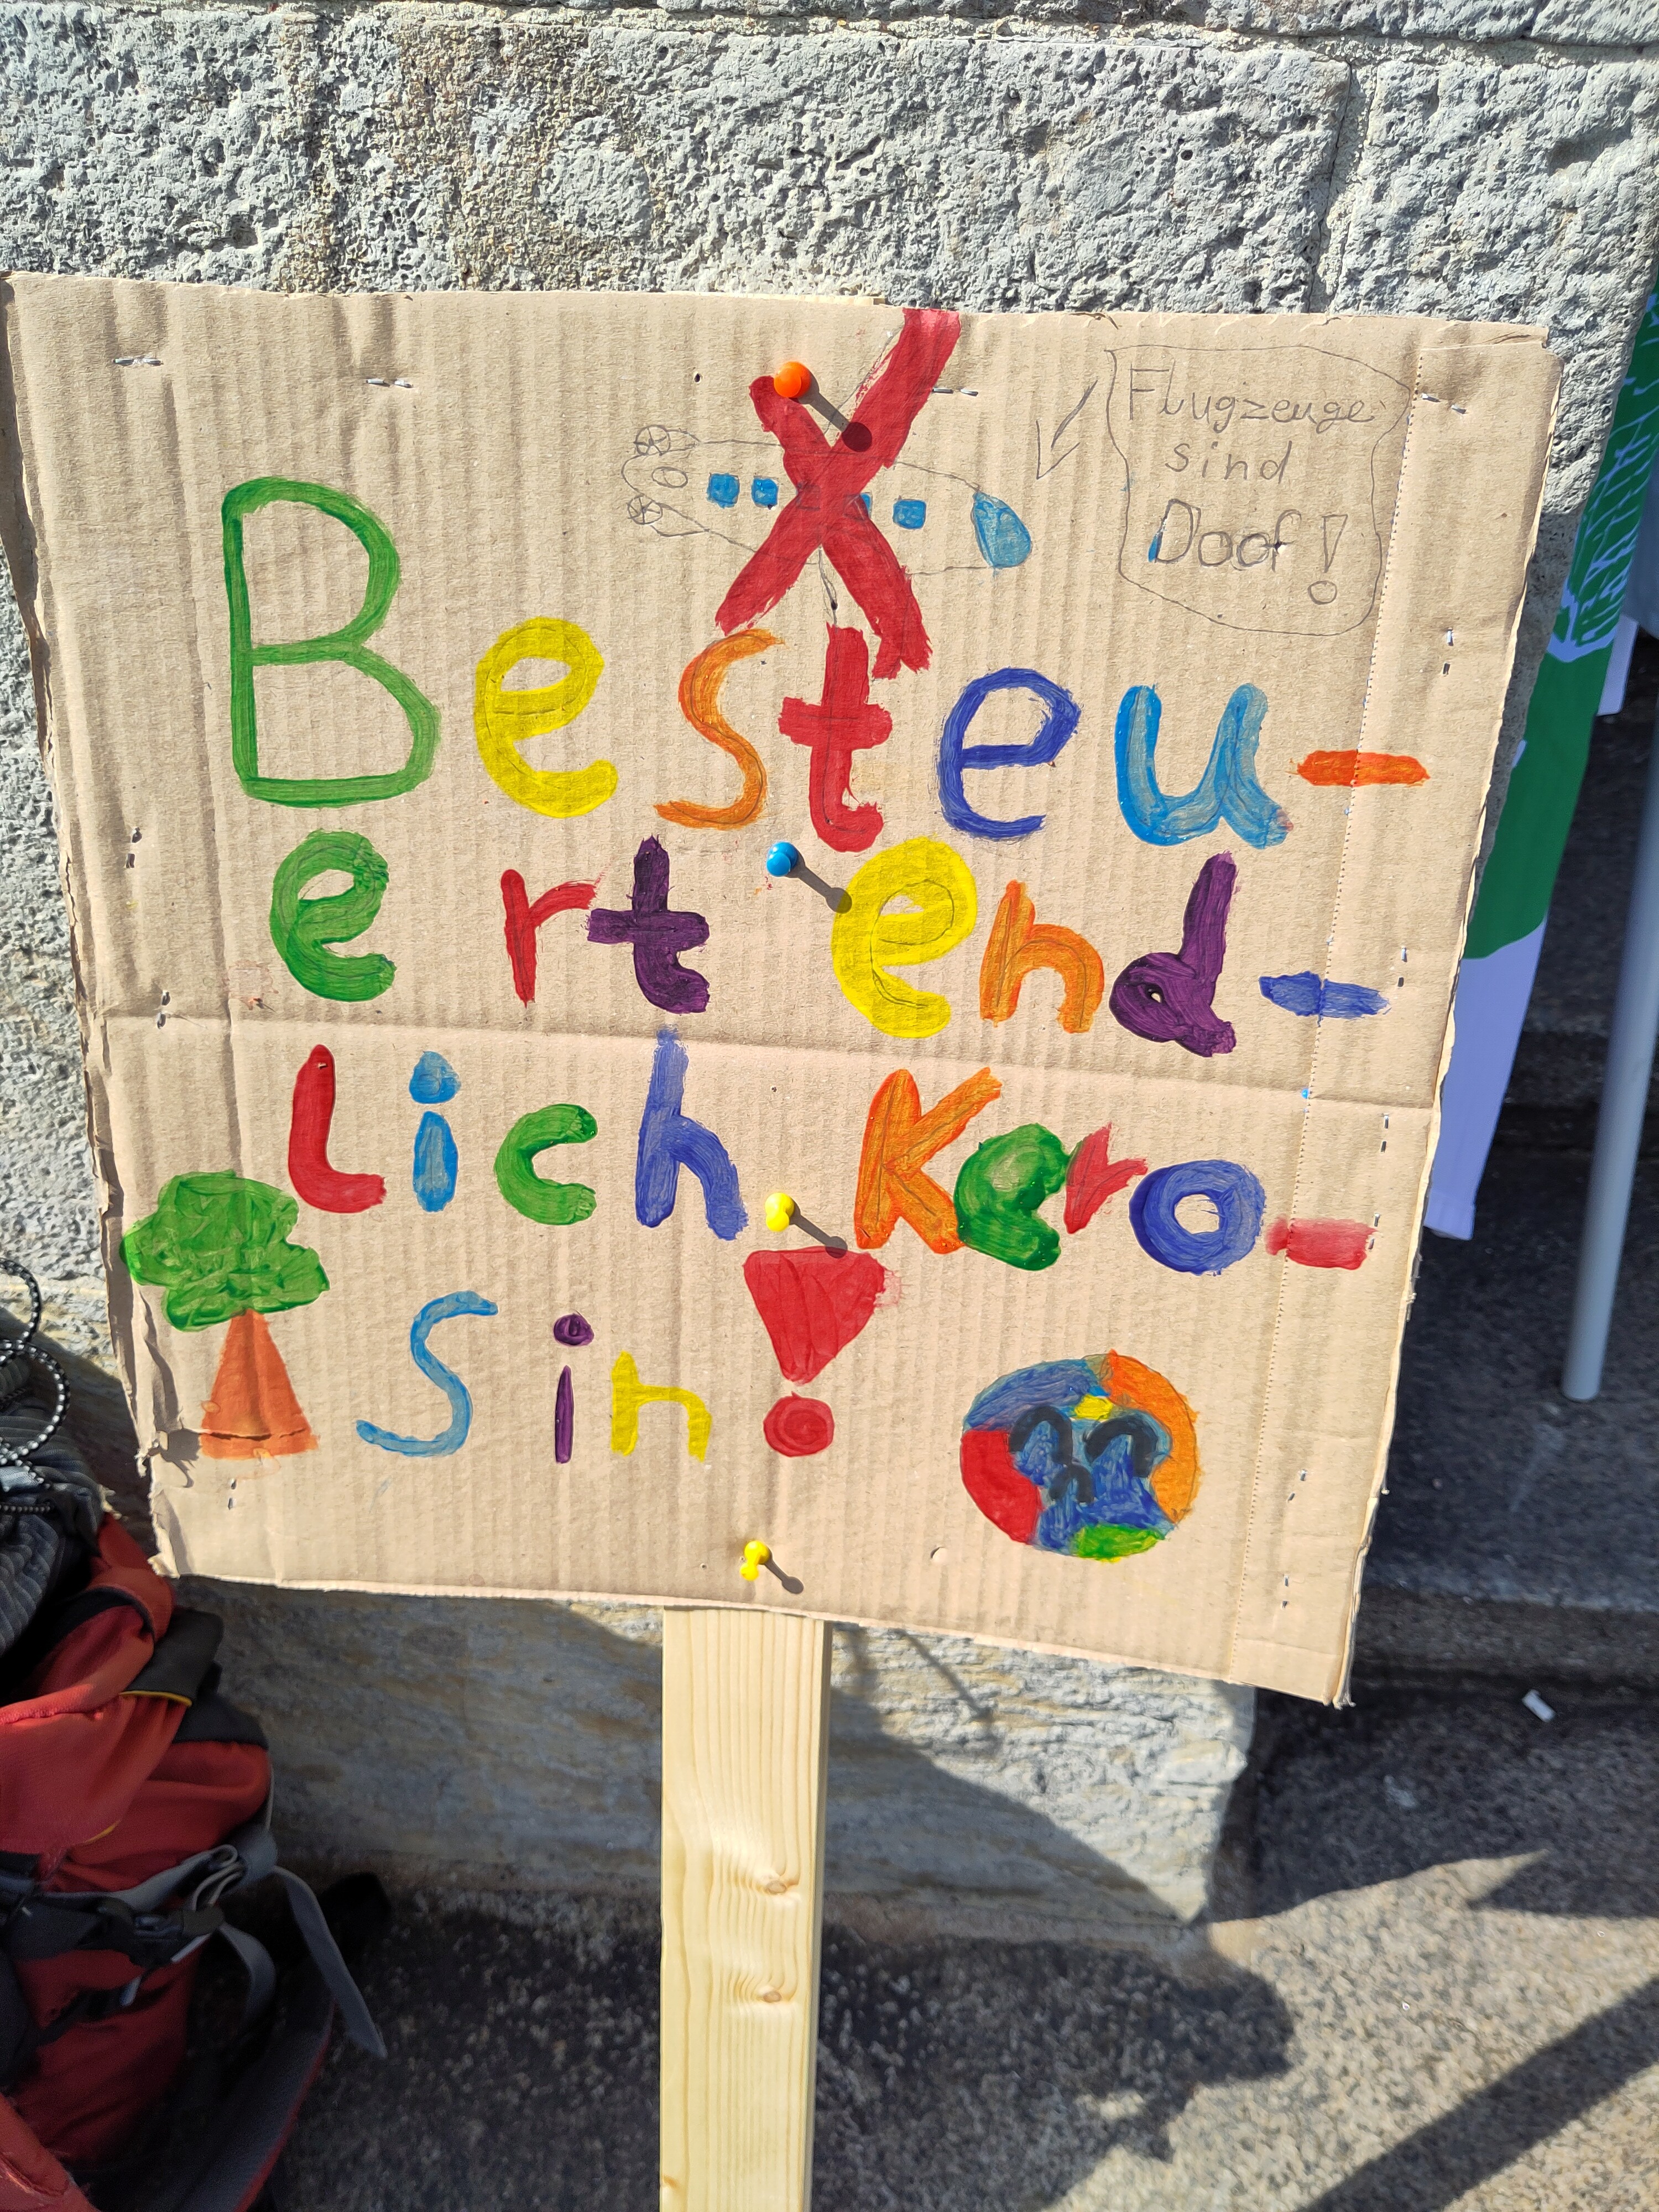 Flugzeuge
sind
Doof!
Besteu-
ert end-
lich Kero-
Sin!